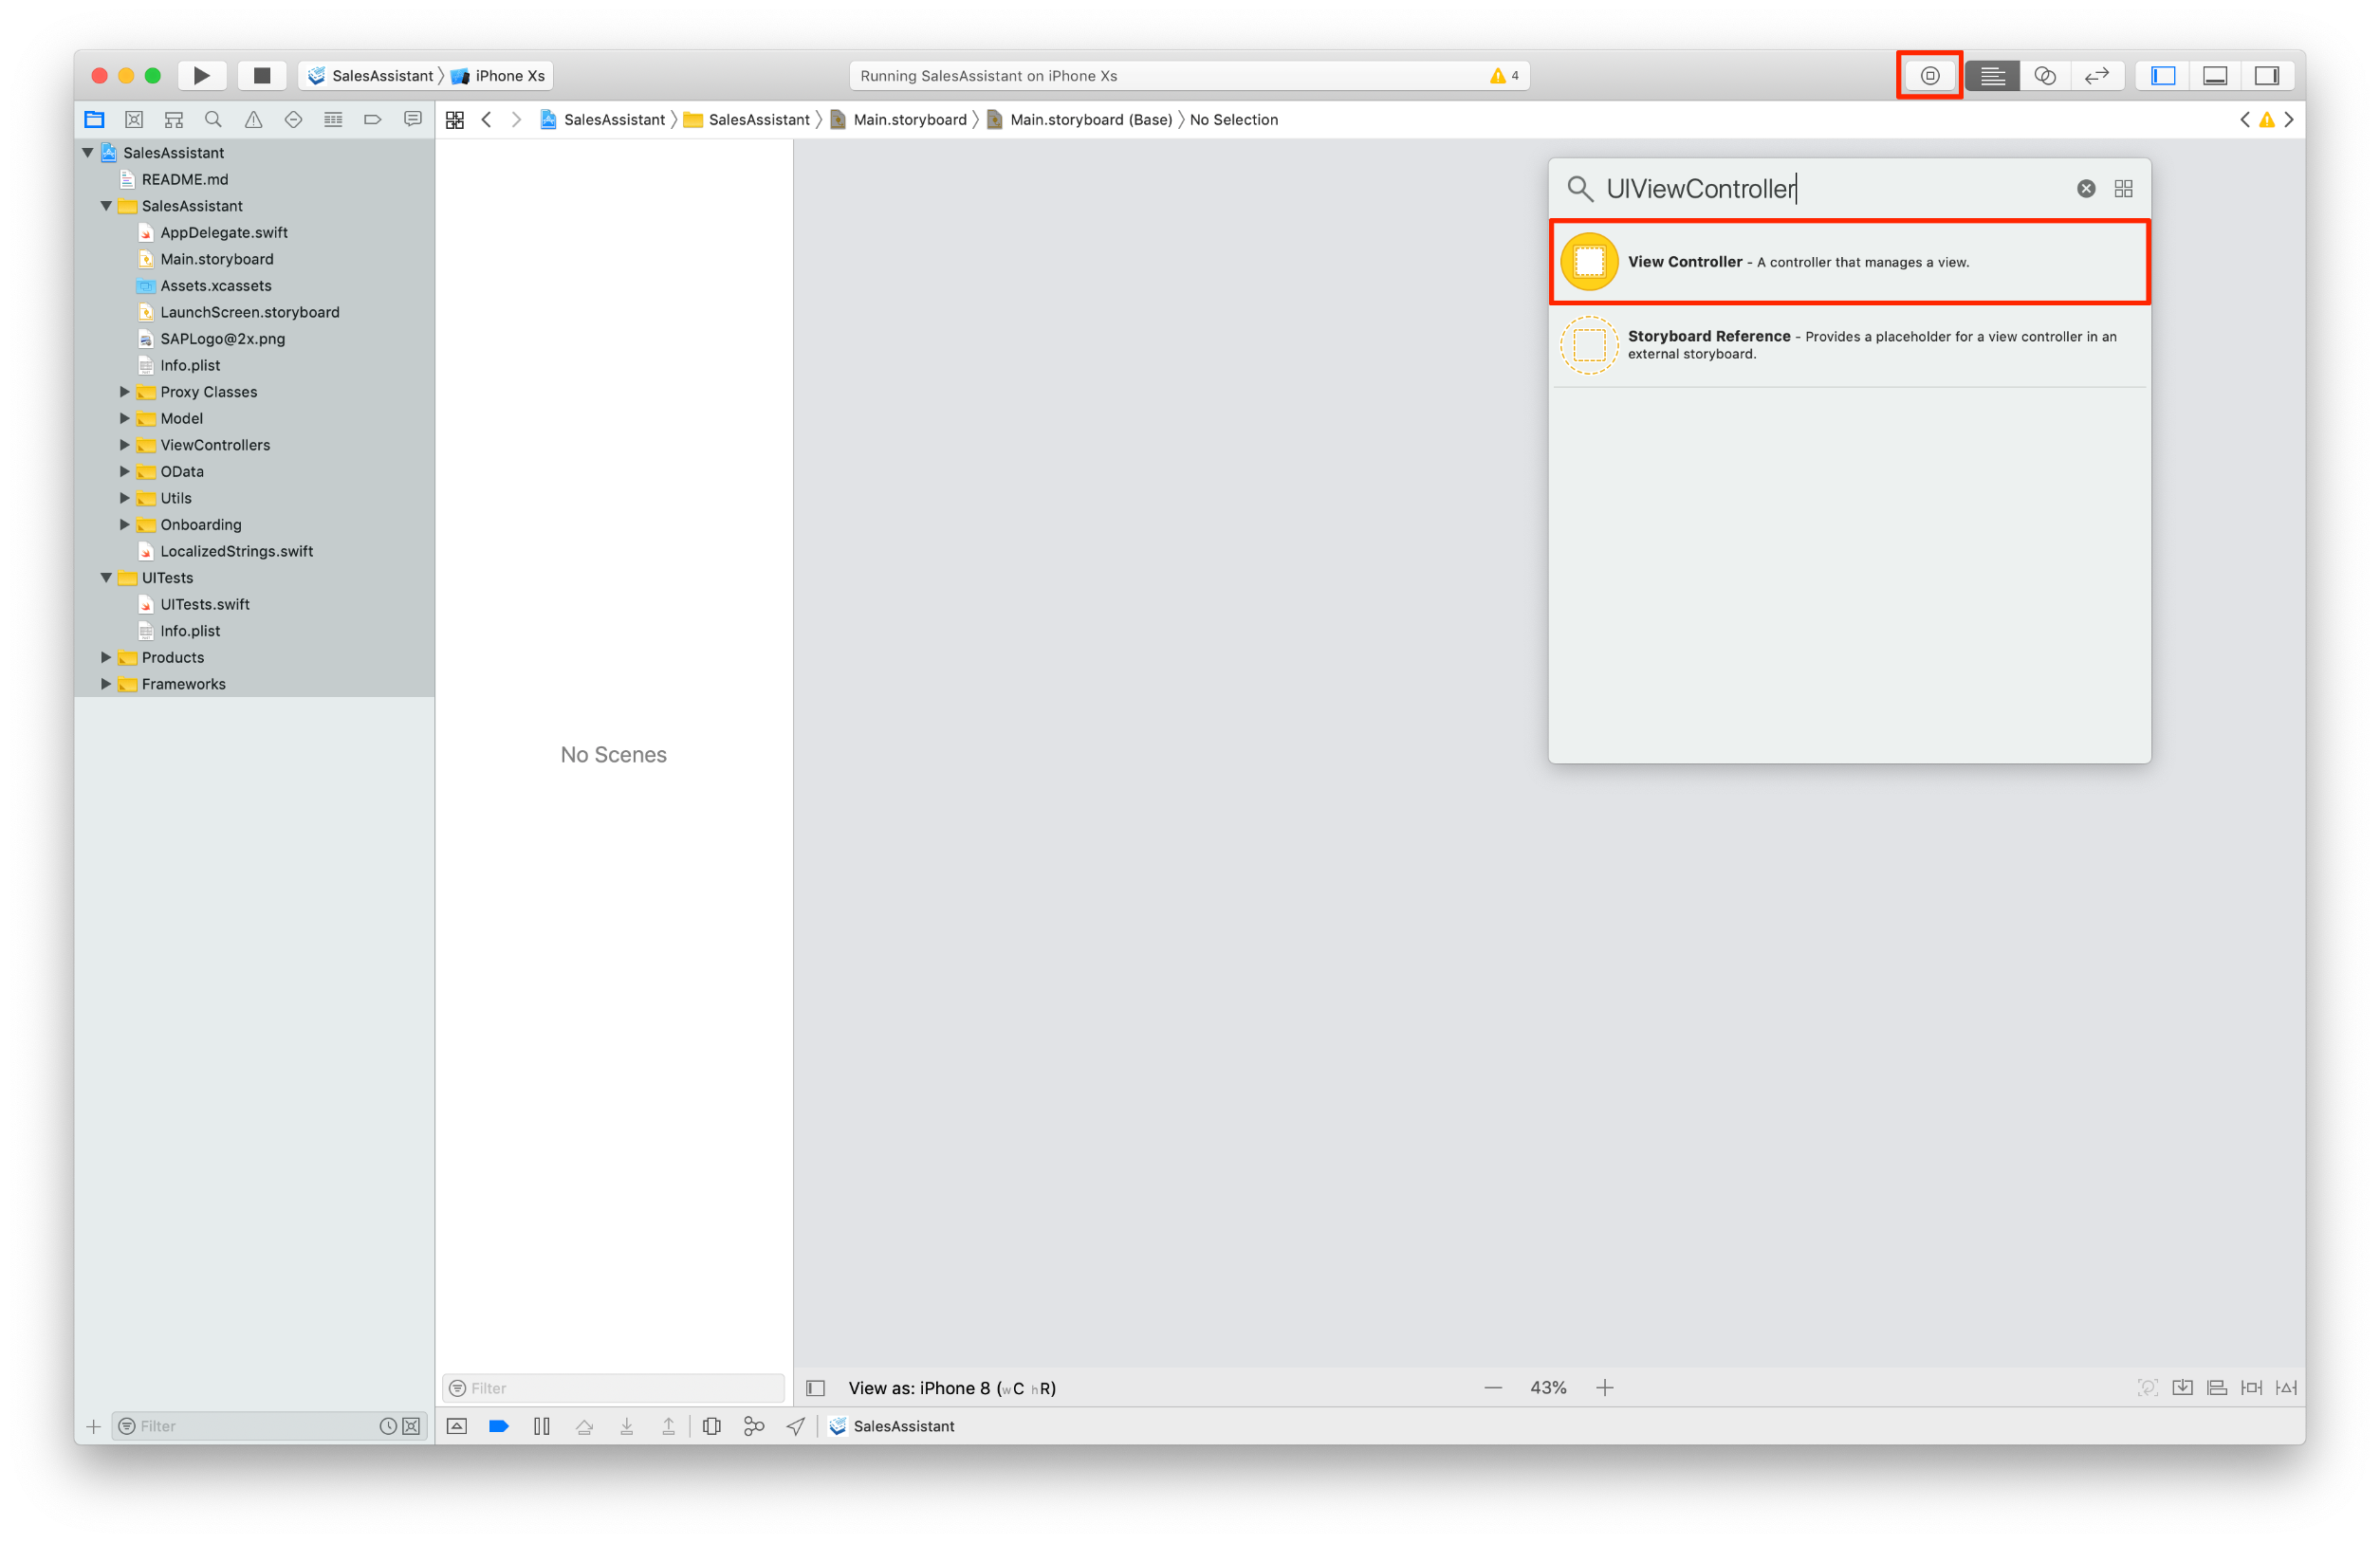 SalesAssistant
iPhone Xs
Running SalesAssistant on iPhone Xs
4
SalesAssistant
SalesAssistant
Main.storyboard
Main.storyboard (Base)
No Selection
SalesAssistant
README.md
SalesAssistant
AppDelegate.swift
Main.storyboard
Assets.xcassets
LaunchScreen.storyboard
SAPLogo@2x.png
Info.plist
Proxy Classes
Model
ViewControllers
OData
Utils
Onboarding
LocalizedStrings.swift
UITests
UITests.swift
Info.plist
Products
Frameworks
Filter
No Scenes
Filter
UIViewController
View Controller - A controller that manages a view.
Storyboard Reference - Provides a placeholder for a view controller in an
external storyboard.
View as: iPhone 8 (wC hR)
43%
SalesAssistant